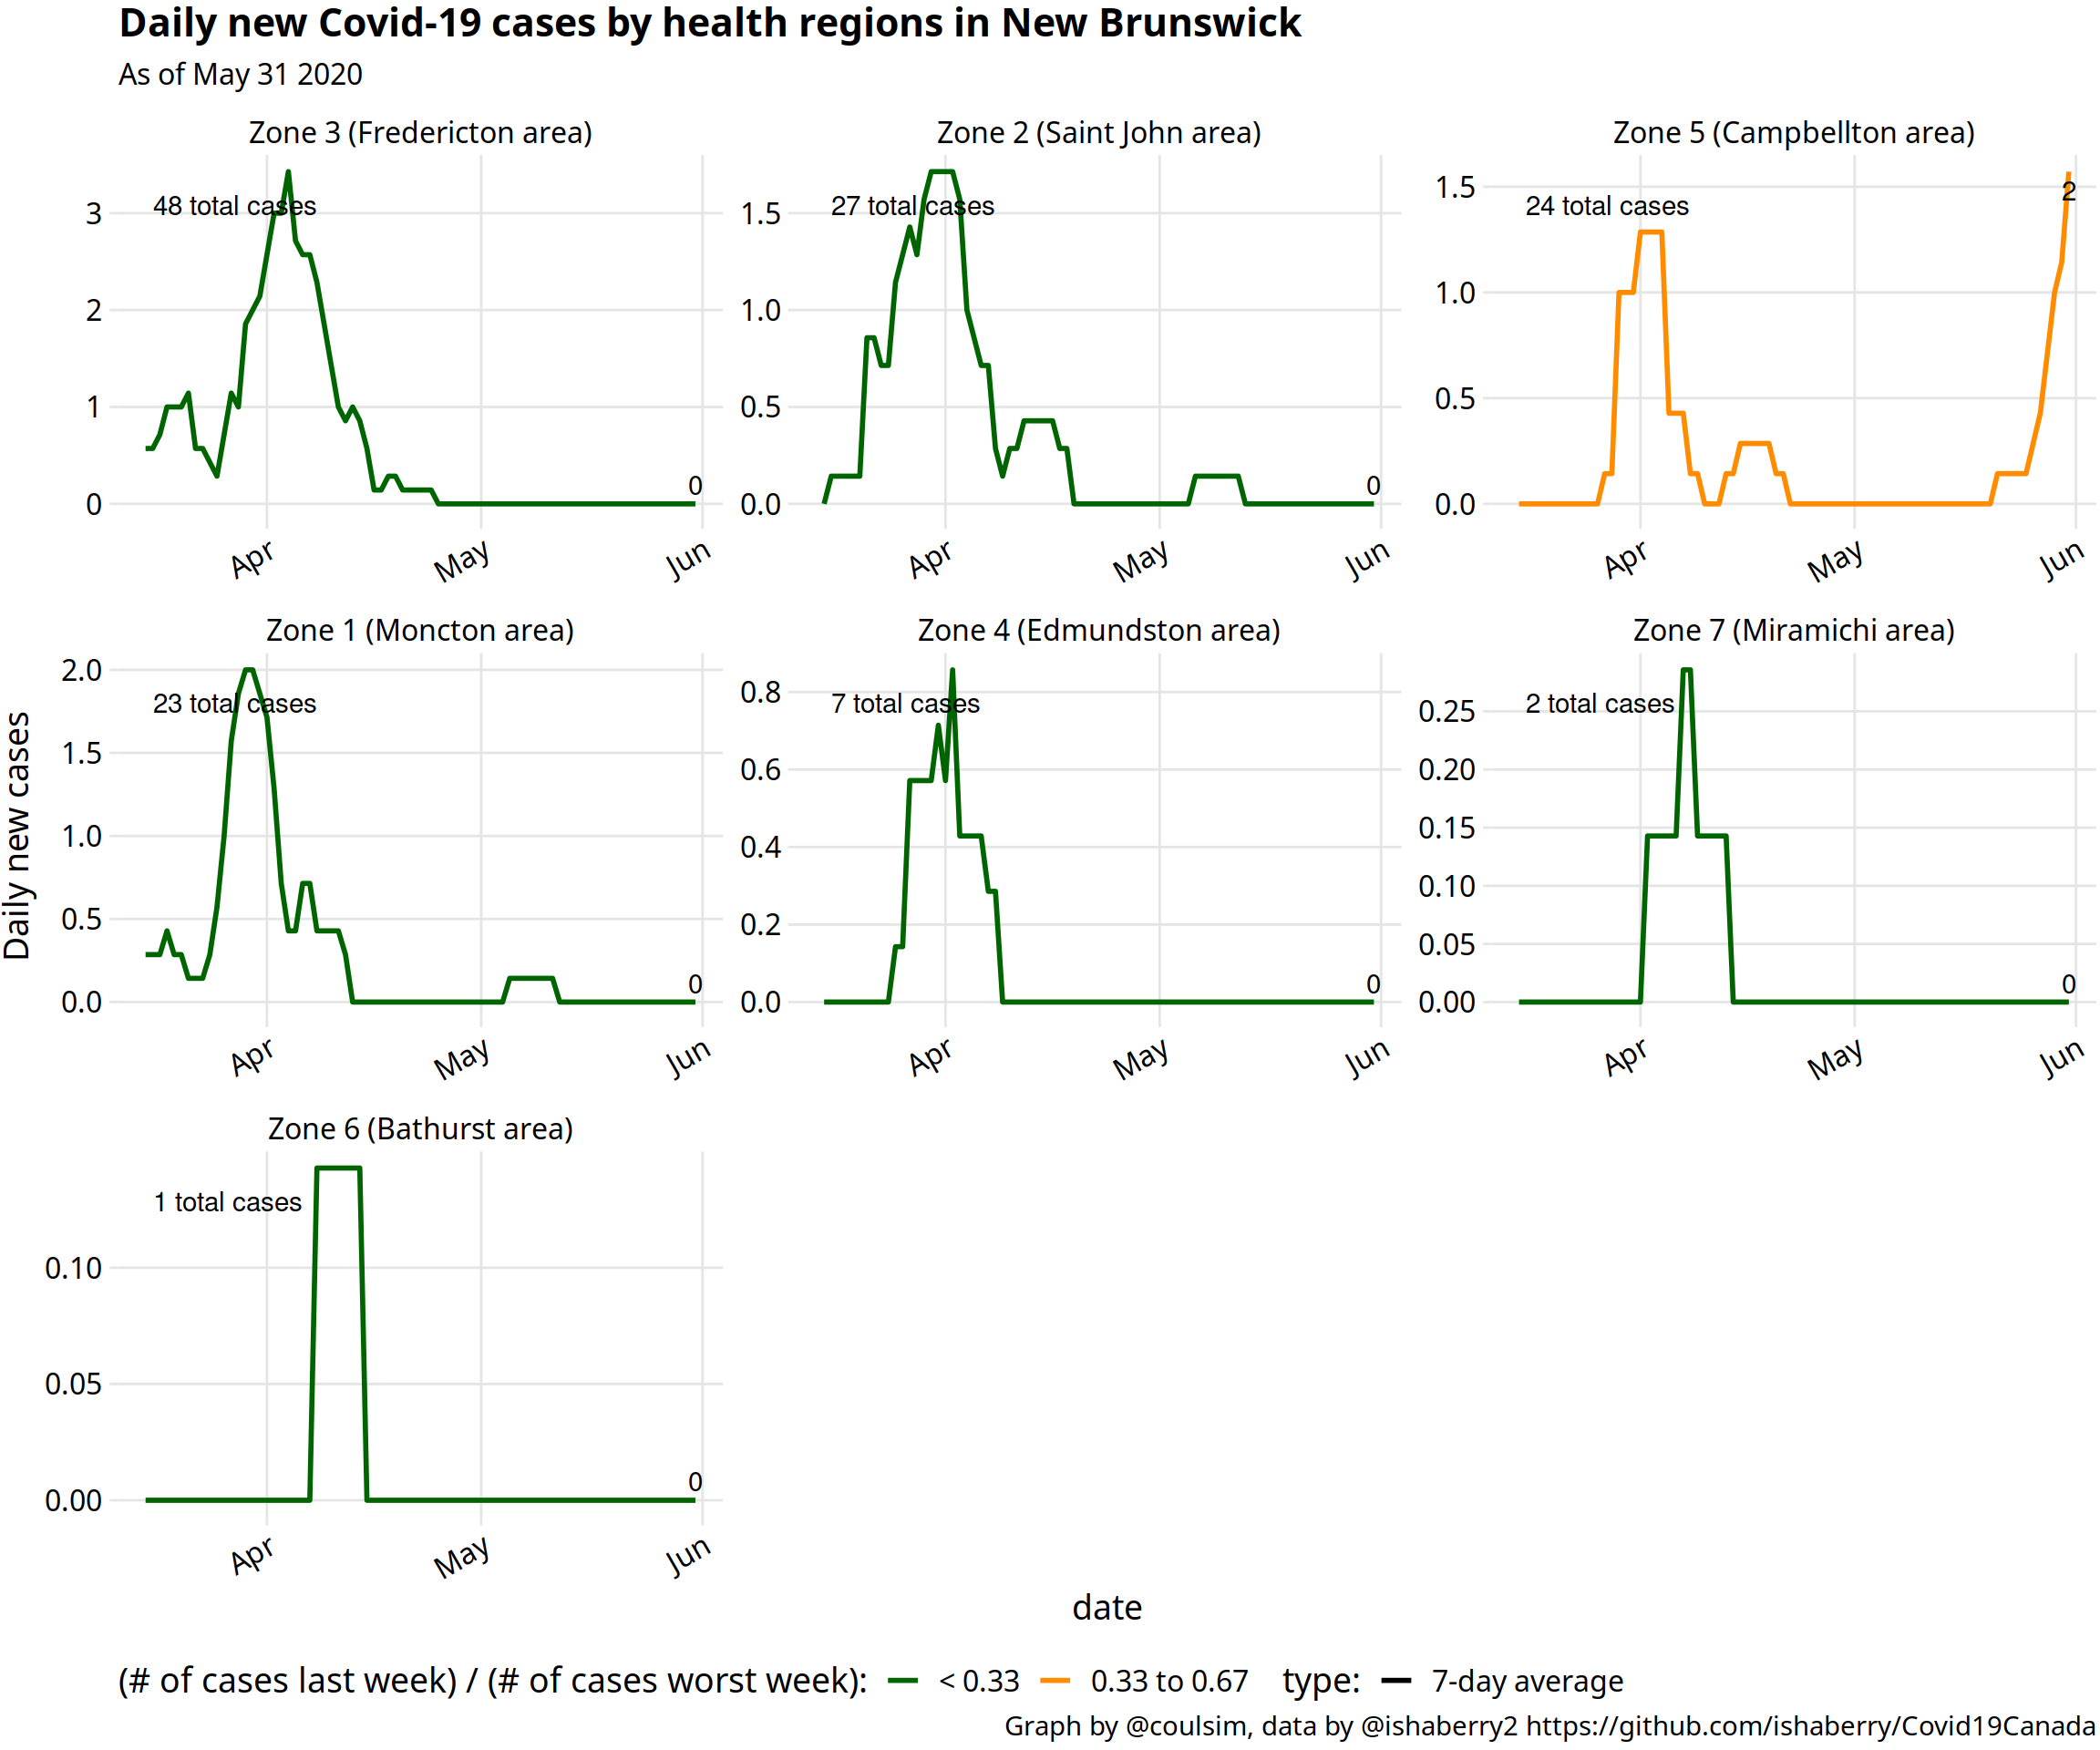 Daily new Covid-19 cases by health regions in New Brunswick
As of May 31 2020
Zone 3 (Fredericton area)
48 total cases
3
2
1
0
0
Apr
May
Jun
Zone 2 (Saint John area)
27 total cases
1.5
1.0
0.5
0.0
0
Apr
May
Jun
Zone 5 (Campbellton area)
24 total cases
2
1.5
1.0
0.5
0.0
Apr
May
Jun
Daily new cases
Zone 1 (Moncton area)
23 total cases
2.0
1.5
1.0
0.5
0.0
0
Apr
May
Jun
Zone 4 (Edmundston area)
7 total cases
0.8
0.6
0.4
0.2
0.0
0
Apr
May
Jun
Zone 7 (Miramichi area)
2 total cases
0.25
0.20
0.15
0.10
0.05
0.00
0
Apr
May
Jun
Zone 6 (Bathurst area)
1 total cases
0.10
0.05
0.00
0
Apr
May
Jun
date
(# of cases last week) / (# of cases worst week): < 0.33 0.33 to 0.67 type: 7-day average
Graph by @coulsim, data by @ishaberry2 https://github.com/ishaberry/Covid19Canada